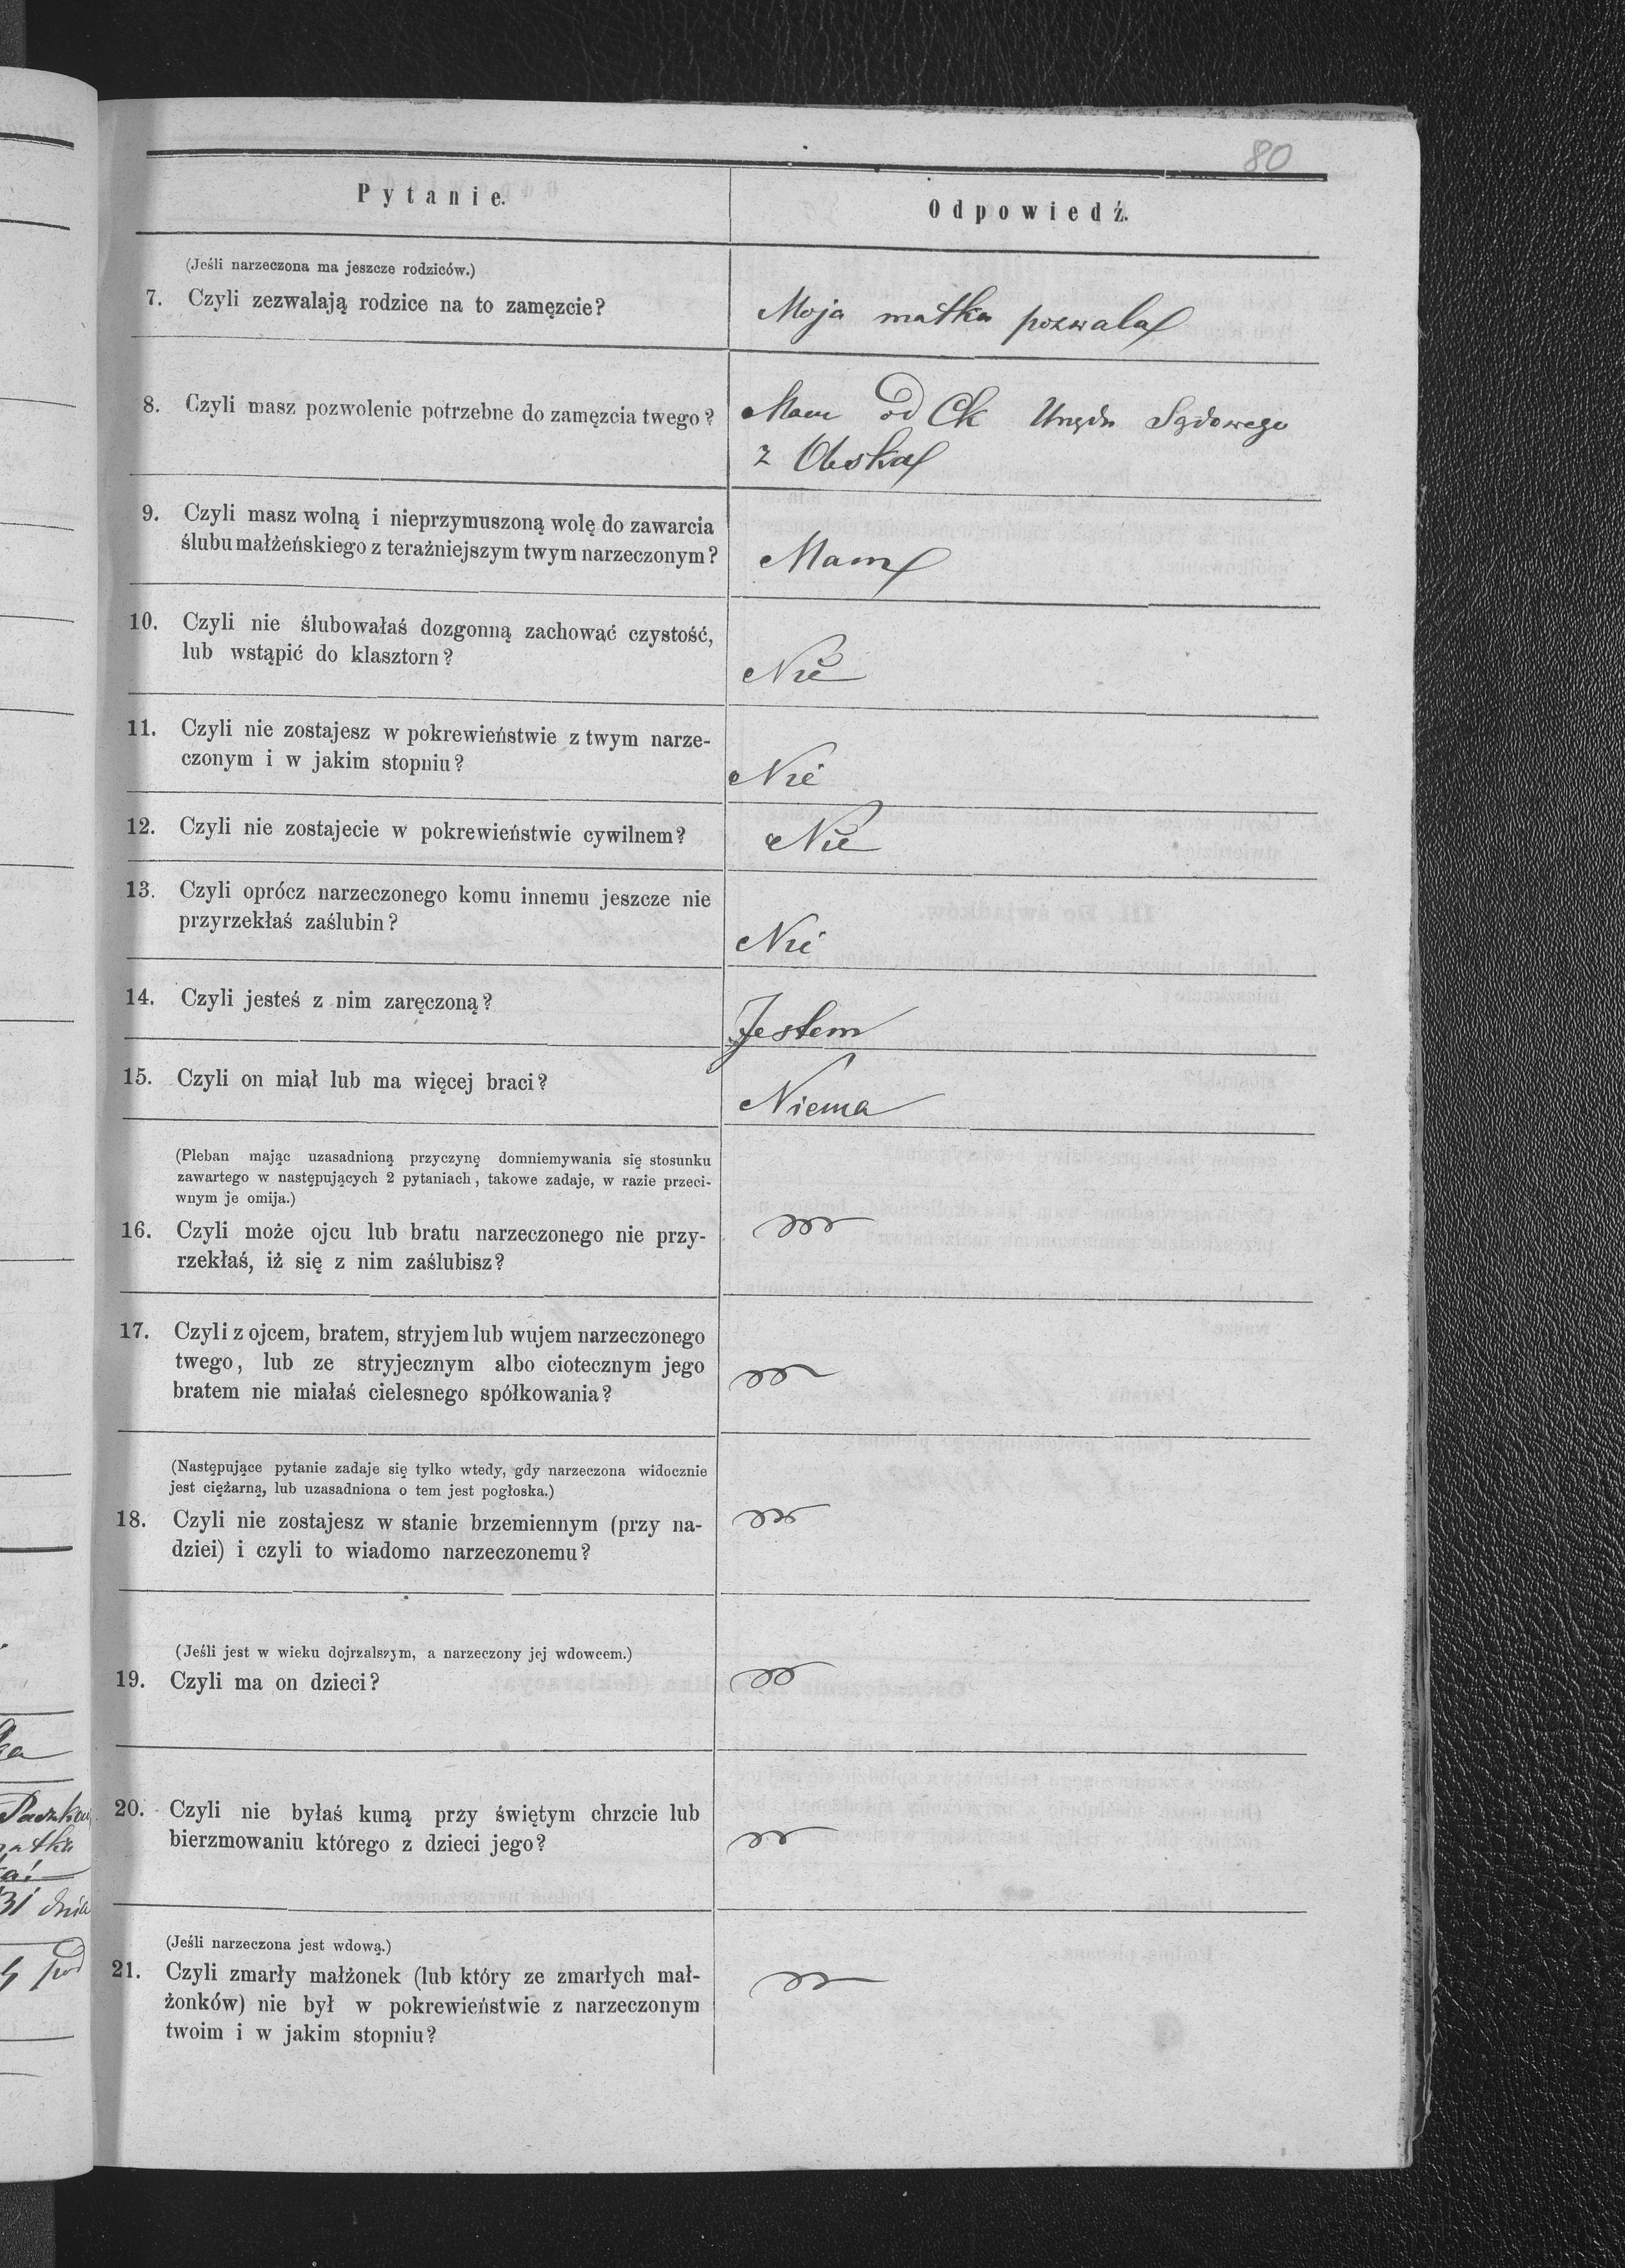 80
Pytanie.
Odpowiedź.
(Jeśli narzeczona ma jeszcze rodziców.)
7. Czyli zezwalają rodzice na to zamęzcie?
Moja matka pozwala
8. Czyli masz pozwolenie potrzebne do zamęzcia twego?
Mam od Ck Urzędu Sądowego
z Oleska
9. Czyli masz wolną i nieprzymuszoną wolę do zawarcia
ślubu małżeńskiego z teraźniejszym twym narzeczonym?
Mam
10. Czyli nie ślubowałaś dozgonną zachować czystość,
lub wstąpić do klasztorn?
Nie
11. Czyli nie zostajesz w pokrewieństwie z twym narze-
czonym i w jakim stopniu?
Nie
12. Czyli nie zostajecie w pokrewieństwie cywilnem?
Nie
13. Czyli oprócz narzeczonego komu innemu jeszcze nie
przyrzekłaś zaślubin?
Nie
14. Czyli jesteś z nim zaręczoną?
Jestem
15. Czyli on miał lub ma więcej braci?
Niema
(Pleban mając uzasadnioną przyczynę domniemywania się stosunku
zawartego w następujących 2 pytaniach, takowe zadaje, w razie przeci-
wnym je omija.)
16. Czyli może ojcu lub bratu narzeczonego nie przy-
rzekłaś, iż się z nim zaślubisz?
17. Czyli z ojcem, bratem, stryjem lub wujem narzeczonego
twego, lub ze stryjecznym albo ciotecznym jego
bratem nie miałaś cielesnego spółkowania?
(Następujące pytanie zadaje się tylko wtedy, gdy narzeczona widocznie
jest ciężarną, lub uzasadniona o tem jest pogłoska.)
18. Czyli nie zostajesz w stanie brzemiennym (przy na-
dziei) i czyli to wiadomo narzeczonemu?
(Jeśli jest w wieku dojrzalszym, a narzeczony jej wdowcem.)
19. Czyli ma on dzieci?
20. Czyli nie byłaś kumą przy świętym chrzcie lub
bierzmowaniu którego z dzieci jego?
(Jeśli narzeczona jest wdową.)
21. Czyli zmarły małżonek (lub który ze zmarłych mał-
żonków) nie był w pokrewieństwie z narzeczonym
twoim i w jakim stopniu?
31 dnia
pod